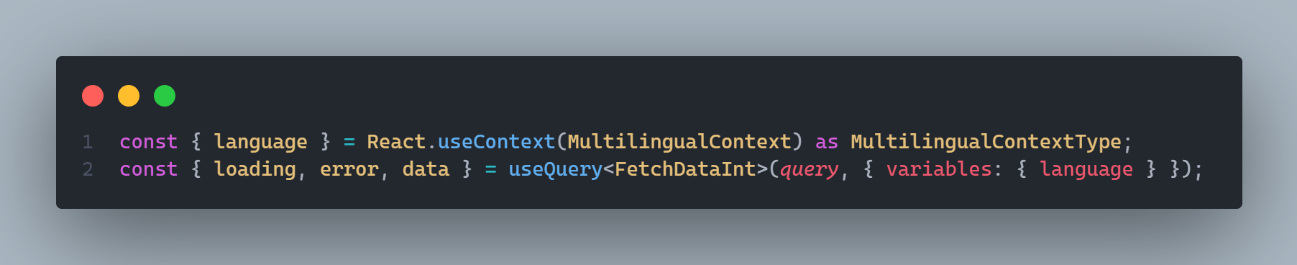 1 const { language } = React.useContext(MultilingualContext) as MultilingualContextType;
2 const { loading, error, data } = useQuery<FetchDataInt>(query, { variables: { language } });